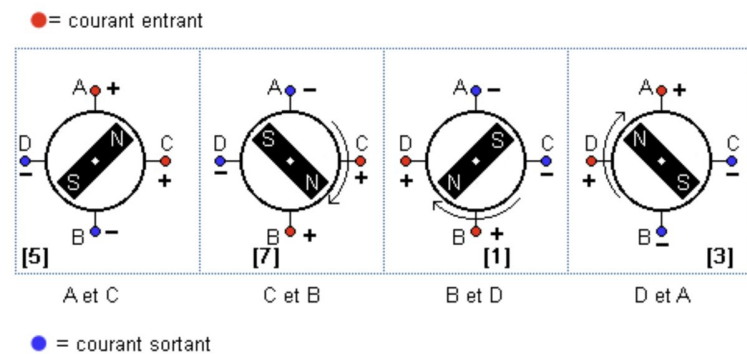 = courant entrant
A + A − A − A +
D N C D S C D S C D N C
− S + − N + + N − + S −
B − B + B + B −
[5] [7] [1] [3]
A et C C et B B et D D et A
= courant sortant